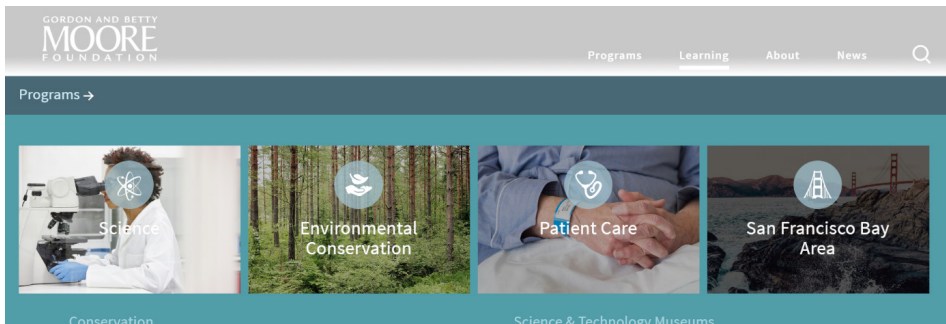 GORDON AND BETTY
MOORE
FOUNDATION
Programs Learning About News
Programs →
Science
Environmental
Conservation
Patient Care
San Francisco Bay
Area
Conservation Science & Technology Museums